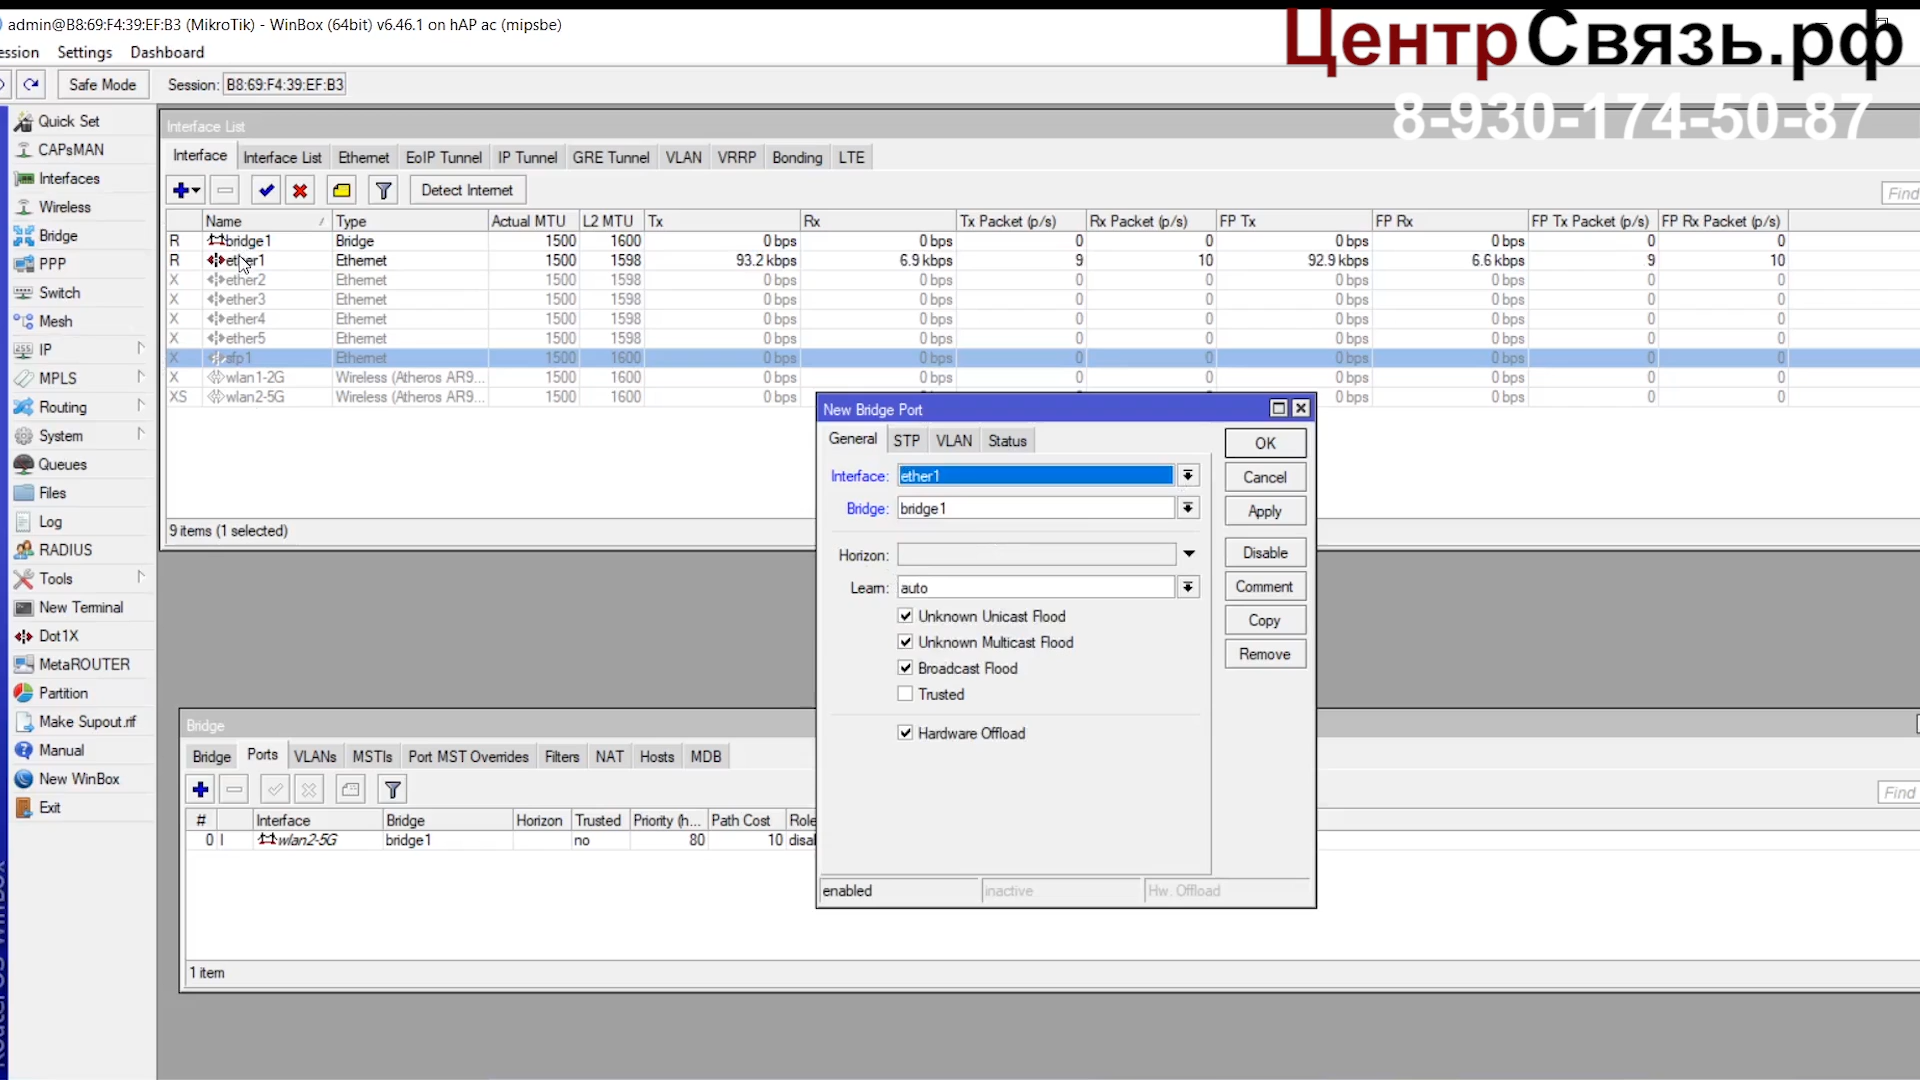 admin@B8:69:F4:39:EF:B3 (MikroTik) - WinBox (64bit) v6.46.1 on hAP ac (mipsbe)
ЦентрСвязь.рф
8-930-174-50-87
ession Settings Dashboard
Safe Mode Session: B8:69:F4:39:EF:B3
Quick Set
CAPsMAN
Interfaces
Wireless
Bridge
PPP
Switch
Mesh
IP
MPLS
Routing
System
Queues
Files
Log
RADIUS
Tools
New Terminal
Dot1X
MetaROUTER
Partition
Make Supout.rif
Manual
New WinBox
Exit
Interface List
Interface Interface List Ethernet EoIP Tunnel IP Tunnel GRE Tunnel VLAN VRRP Bonding LTE
Detect Internet Find
Name Type Actual MTU L2 MTU Tx Rx Tx Packet (p/s) Rx Packet (p/s) FP Tx FP Rx FP Tx Packet (p/s) FP Rx Packet (p/s)
R bridge1 Bridge 1500 1600 0 bps 0 bps 0 0 0 bps 0 bps 0 0
R ether1 Ethernet 1500 1598 93.2 kbps 6.9 kbps 9 10 92.9 kbps 6.6 kbps 9 10
X ether2 Ethernet 1500 1598 0 bps 0 bps 0 0 0 bps 0 bps 0 0
X ether3 Ethernet 1500 1598 0 bps 0 bps 0 0 0 bps 0 bps 0 0
X ether4 Ethernet 1500 1598 0 bps 0 bps 0 0 0 bps 0 bps 0 0
X ether5 Ethernet 1500 1598 0 bps 0 bps 0 0 0 bps 0 bps 0 0
X sfp1 Ethernet 1500 1600 0 bps 0 bps 0 0 0 bps 0 bps 0 0
X wlan1-2G Wireless (Atheros AR9... 1500 1600 0 bps 0 bps 0 0 0 bps 0 bps 0 0
XS wlan2-5G Wireless (Atheros AR9... 1500 1600 0 bps 0 0
9 items (1 selected)
New Bridge Port
General STP VLAN Status
Interface: ether1
Bridge: bridge1
Horizon:
Learn: auto
Unknown Unicast Flood
Unknown Multicast Flood
Broadcast Flood
Trusted
Hardware Offload
OK
Cancel
Apply
Disable
Comment
Copy
Remove
enabled inactive Hw. Offload
Bridge
Bridge Ports VLANs MSTIs Port MST Overrides Filters NAT Hosts MDB
Find
# Interface Bridge Horizon Trusted Priority (h... Path Cost Role
0 I wlan2-5G bridge1 no 80 10 disal
1 item